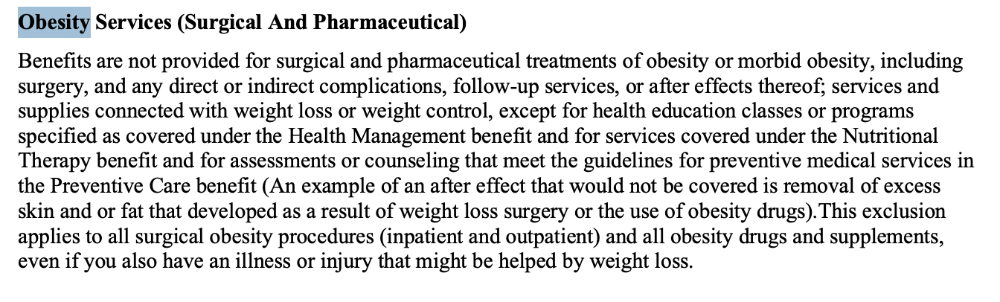 Obesity Services (Surgical And Pharmaceutical)
Benefits are not provided for surgical and pharmaceutical treatments of obesity or morbid obesity, including
surgery, and any direct or indirect complications, follow-up services, or after effects thereof; services and
supplies connected with weight loss or weight control, except for health education classes or programs
specified as covered under the Health Management benefit and for services covered under the Nutritional
Therapy benefit and for assessments or counseling that meet the guidelines for preventive medical services in
the Preventive Care benefit (An example of an after effect that would not be covered is removal of excess
skin and or fat that developed as a result of weight loss surgery or the use of obesity drugs).This exclusion
applies to all surgical obesity procedures (inpatient and outpatient) and all obesity drugs and supplements,
even if you also have an illness or injury that might be helped by weight loss.